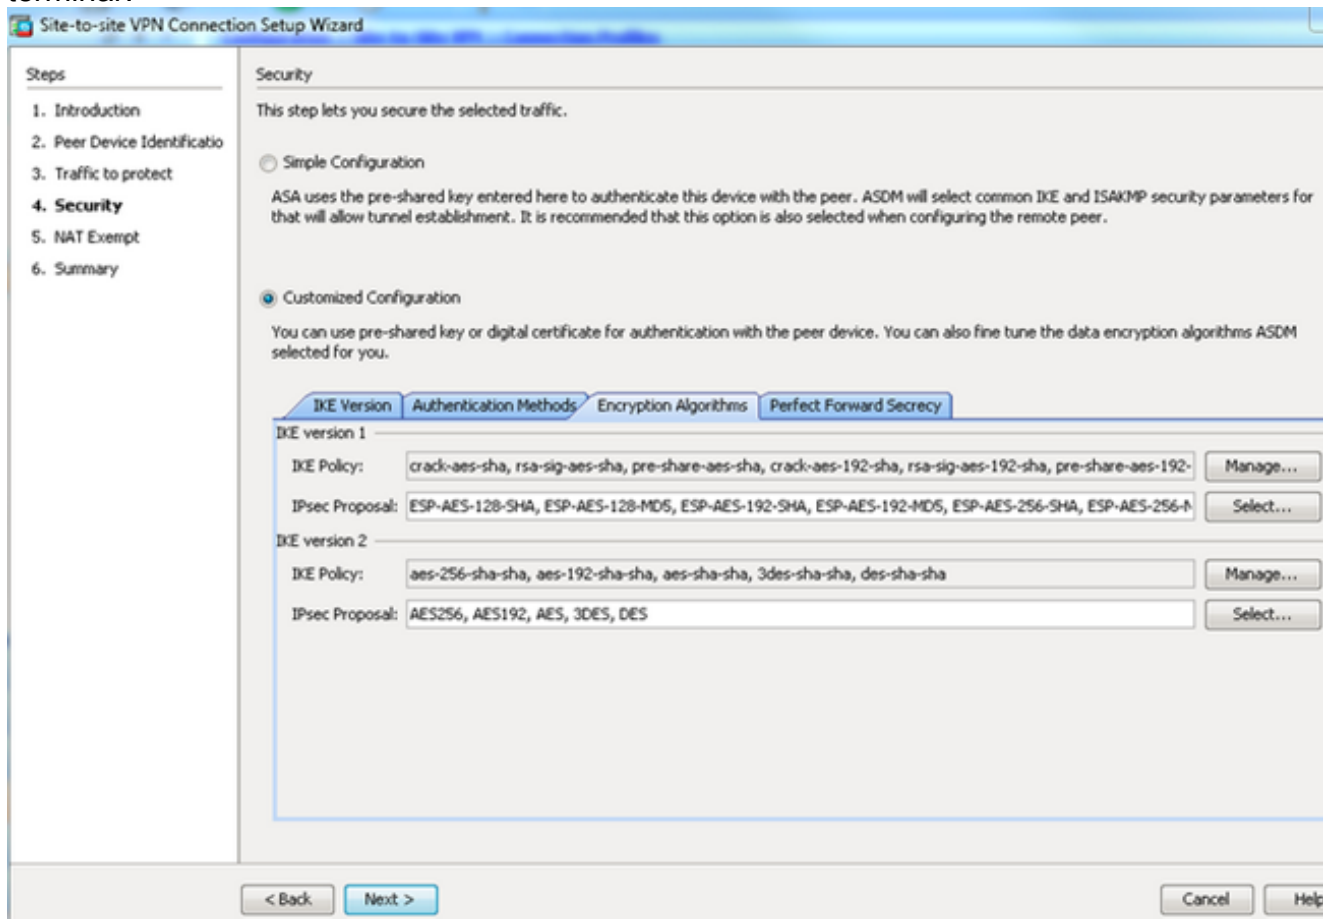 Site-to-site VPN Connection Setup Wizard
Steps
1. Introduction
2. Peer Device Identificatio
3. Traffic to protect
4. Security
5. NAT Exempt
6. Summary
Security
This step lets you secure the selected traffic.
Simple Configuration
ASA uses the pre-shared key entered here to authenticate this device with the peer. ASDM will select common IKE and ISAKMP security parameters for
that will allow tunnel establishment. It is recommended that this option is also selected when configuring the remote peer.
Customized Configuration
You can use pre-shared key or digital certificate for authentication with the peer device. You can also fine tune the data encryption algorithms ASDM
selected for you.
IKE Version Authentication Methods Encryption Algorithms Perfect Forward Secrecy
IKE version 1
IKE Policy: crack-aes-sha, rsa-sig-aes-sha, pre-share-aes-sha, crack-aes-192-sha, rsa-sig-aes-192-sha, pre-share-aes-192- Manage...
IPsec Proposal: ESP-AES-128-SHA, ESP-AES-128-MD5, ESP-AES-192-SHA, ESP-AES-192-MD5, ESP-AES-256-SHA, ESP-AES-256-M Select...
IKE version 2
IKE Policy: aes-256-sha-sha, aes-192-sha-sha, aes-sha-sha, 3des-sha-sha, des-sha-sha Manage...
IPsec Proposal: AES256, AES192, AES, 3DES, DES Select...
< Back Next > Cancel Help